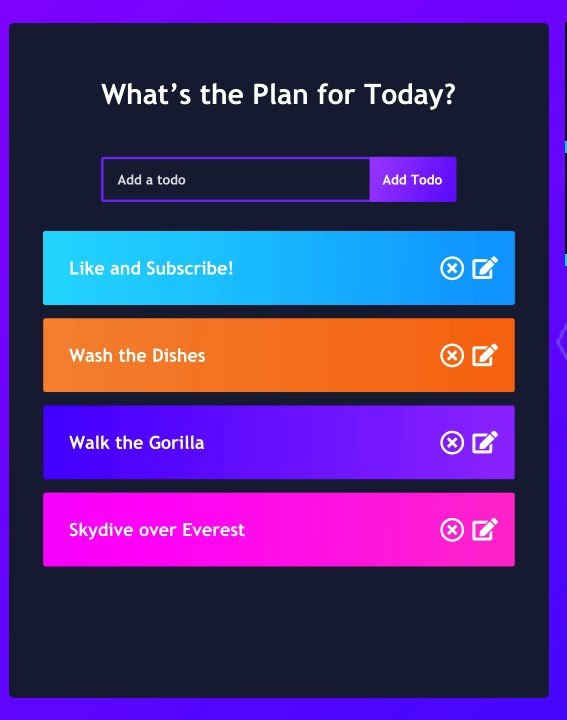 What’s the Plan for Today?
Add a todo
Add Todo
Like and Subscribe!
Wash the Dishes
Walk the Gorilla
Skydive over Everest